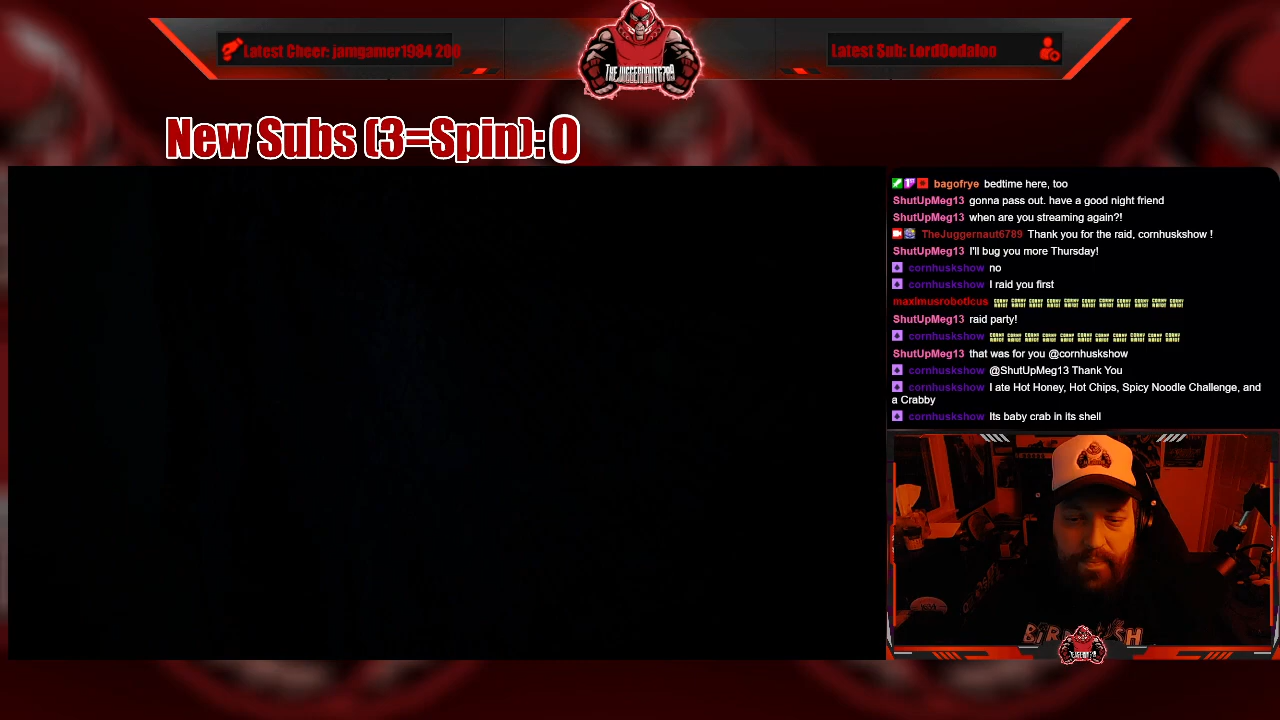 Latest Cheer: jamgamer1984 200
THEJUGGERNAUT6789
Latest Sub: LordOodaloo
New Subs (3=Spin): 0
bagofrye bedtime here, too
ShutUpMeg13 gonna pass out. have a good night friend
ShutUpMeg13 when are you streaming again?!
TheJuggernaut6789 Thank you for the raid, cornhuskshow !
ShutUpMeg13 I'll bug you more Thursday!
cornhuskshow no
cornhuskshow I raid you first
maximusroboticus
ShutUpMeg13 raid party!
cornhuskshow
ShutUpMeg13 that was for you @cornhuskshow
cornhuskshow @ShutUpMeg13 Thank You
cornhuskshow I ate Hot Honey, Hot Chips, Spicy Noodle Challenge, and
a Crabby
cornhuskshow Its baby crab in its shell